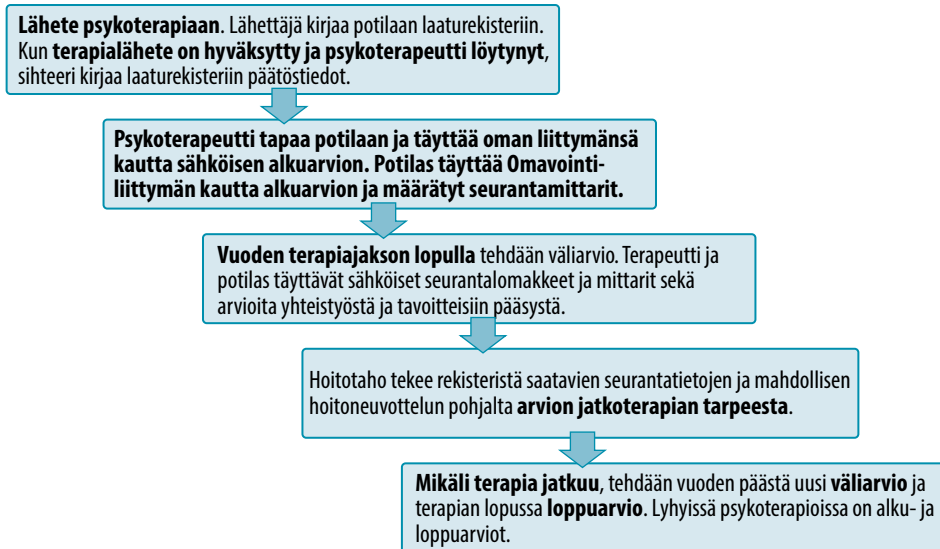 Lähete psykoterapiaan. Lähettäjä kirjaa potilaan laaturekisteriin.
Kun terapialähete on hyväksytty ja psykoterapeutti löytynyt,
sihteeri kirjaa laaturekisteriin päätöstiedot.
Psykoterapeutti tapaa potilaan ja täyttää oman liittymänsä
kautta sähköisen alkuarvion. Potilas täyttää Omavointi-
liittymän kautta alkuarvion ja määrätyt seurantamittarit.
Vuoden terapiajakson lopulla tehdään väliarvio. Terapeutti ja
potilas täyttävät sähköiset seurantalomakkeet ja mittarit sekä
arvioita yhteistyöstä ja tavoitteisiin pääsystä.
Hoitotaho tekee rekisteristä saatavien seurantatietojen ja mahdollisen
hoitoneuvottelun pohjalta arvion jatkoterapian tarpeesta.
Mikäli terapia jatkuu, tehdään vuoden päästä uusi väliarvio ja
terapian lopussa loppuarvio. Lyhyissä psykoterapioissa on alku- ja
loppuarviot.